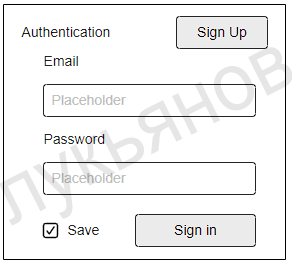 Authentication
Sign Up
Email
Placeholder
Password
Placeholder
Save
Sign in
ЛУКЬЯНОВ